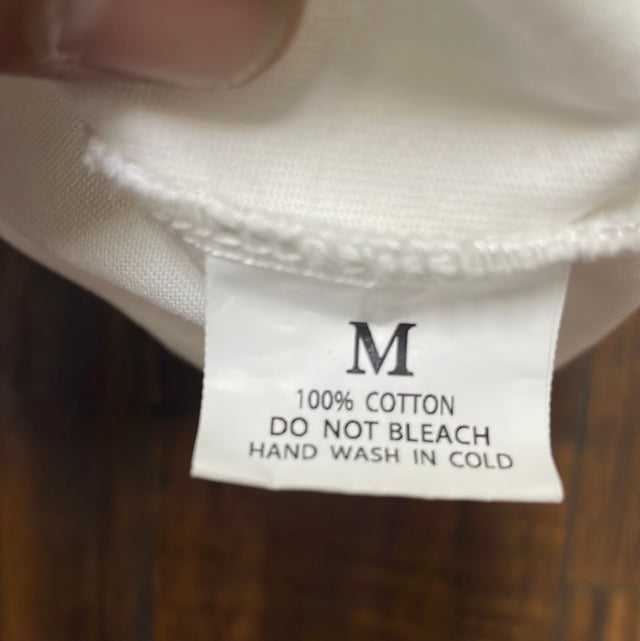 M
100% COTTON
DO NOT BLEACH
HAND WASH IN COLD